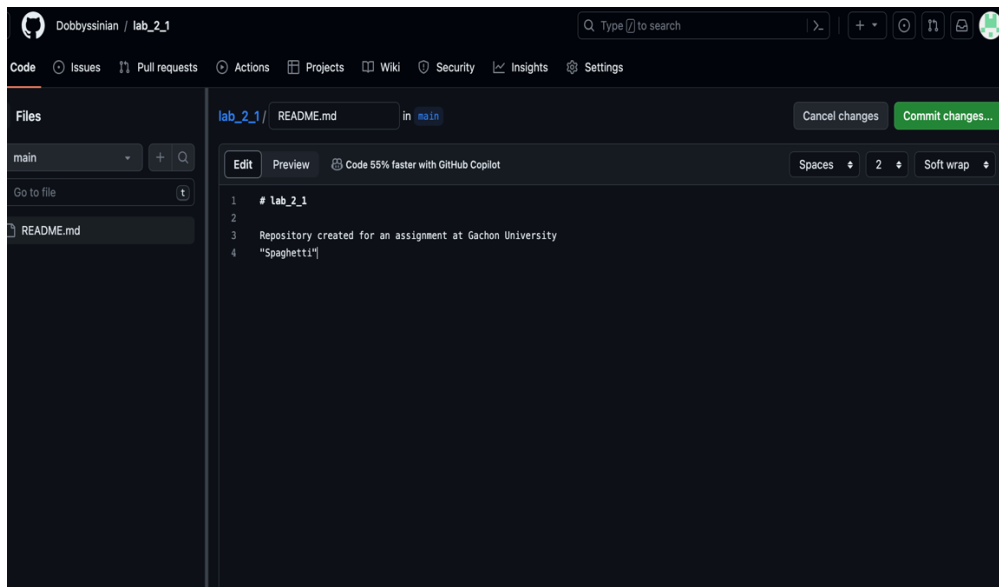 Dobbyssinian / lab_2_1
Type / to search
Code Issues Pull requests Actions Projects Wiki Security Insights Settings
Files
lab_2_1 / README.md in main
Cancel changes Commit changes...
main
Edit Preview Code 55% faster with GitHub Copilot
Spaces 2 Soft wrap
Go to file t
README.md
1 # lab_2_1
2
3 Repository created for an assignment at Gachon University
4 "Spaghetti"